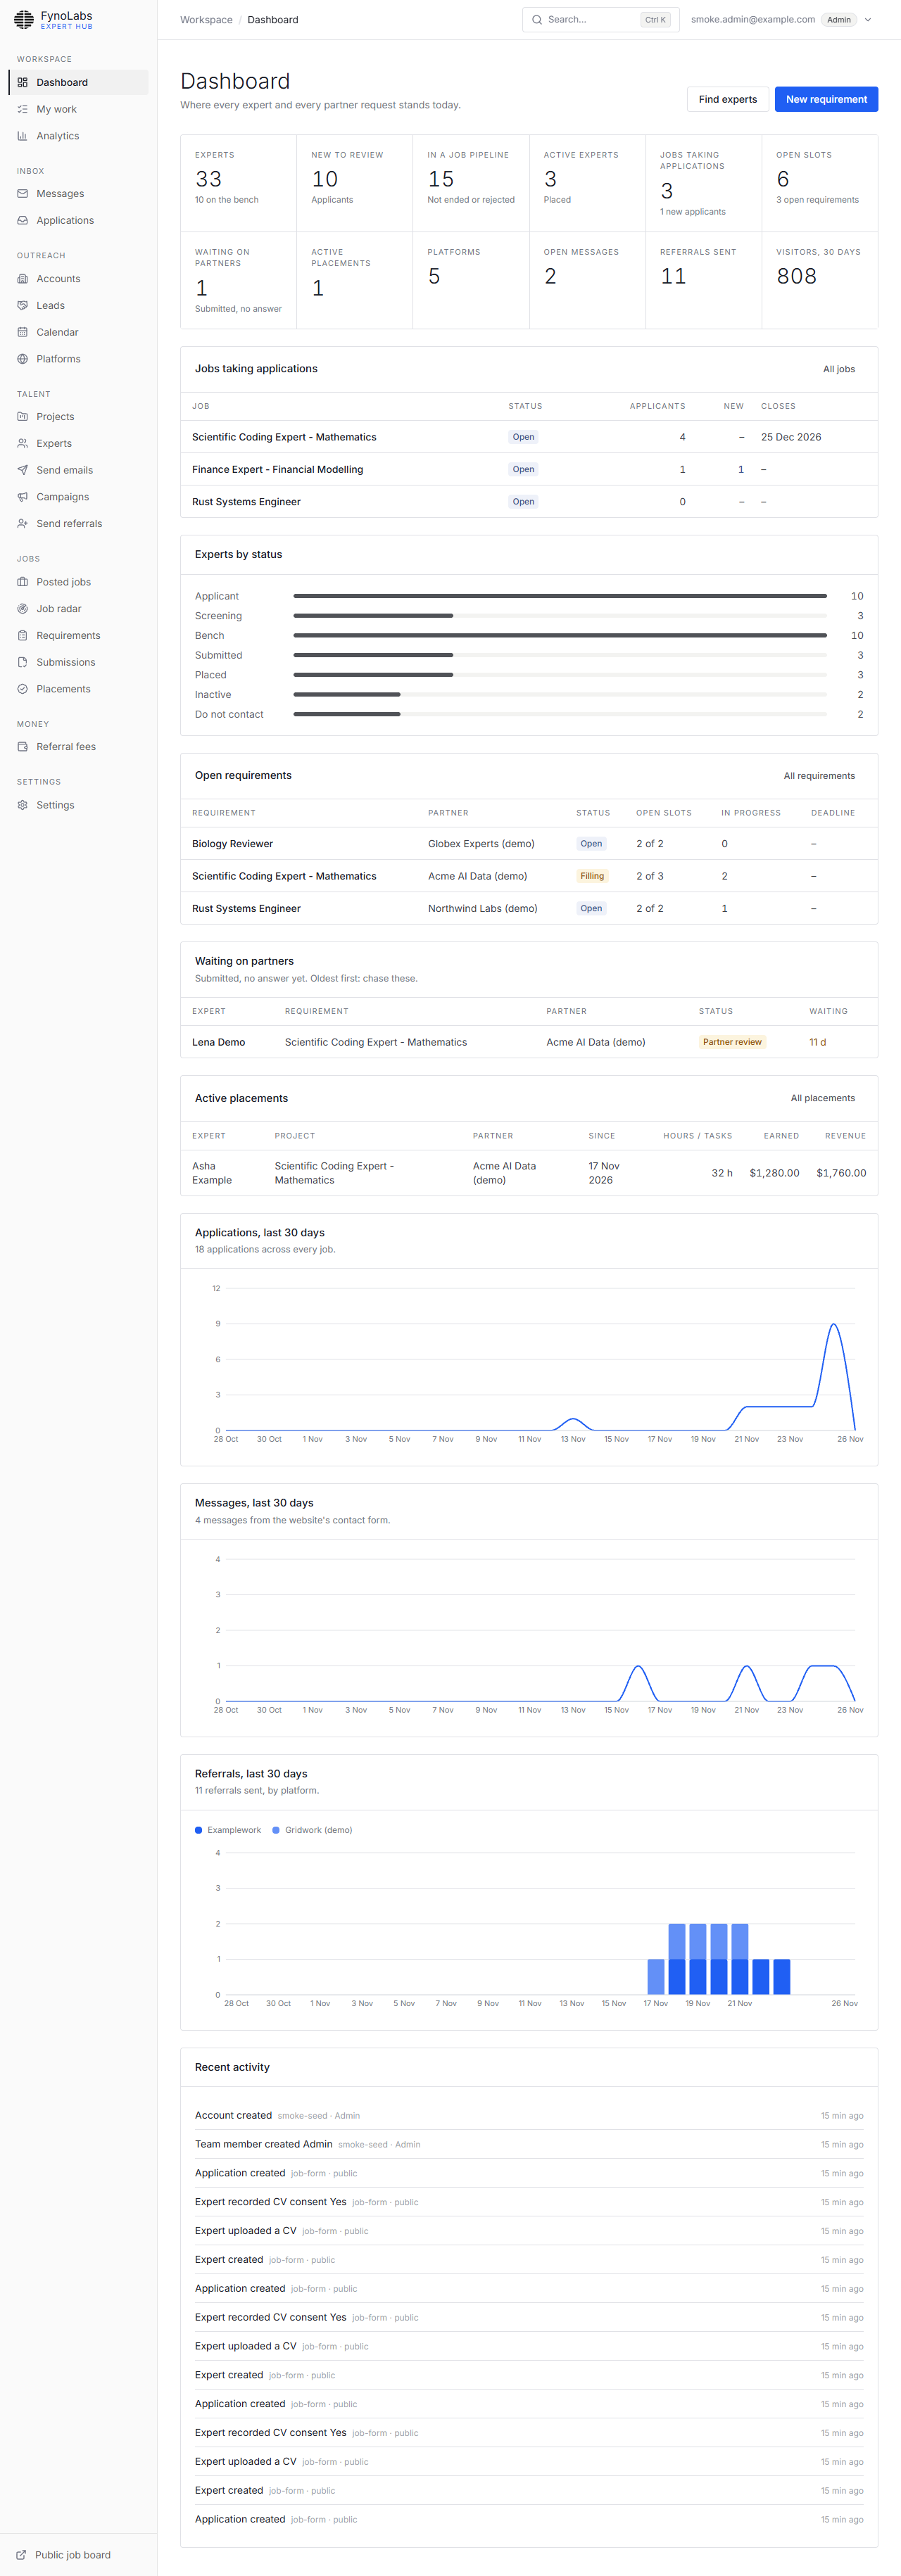 FynoLabs
EXPERT HUB
WORKSPACE
Dashboard
My work
Analytics
INBOX
Messages
Applications
OUTREACH
Accounts
Leads
Calendar
Platforms
TALENT
Projects
Experts
Send emails
Campaigns
Send referrals
JOBS
Posted jobs
Job radar
Requirements
Submissions
Placements
MONEY
Referral fees
SETTINGS
Settings
Public job board
Workspace / Dashboard
Search... Ctrl K
smoke.admin@example.com Admin
Dashboard
Where every expert and every partner request stands today.
Find experts
New requirement
EXPERTS
33
10 on the bench
NEW TO REVIEW
10
Applicants
IN A JOB PIPELINE
15
Not ended or rejected
ACTIVE EXPERTS
3
Placed
JOBS TAKING
APPLICATIONS
3
1 new applicants
OPEN SLOTS
6
3 open requirements
WAITING ON
PARTNERS
1
Submitted, no answer
ACTIVE
PLACEMENTS
1
PLATFORMS
5
OPEN MESSAGES
2
REFERRALS SENT
11
VISITORS, 30 DAYS
808
Jobs taking applications All jobs
JOB STATUS APPLICANTS NEW CLOSES
Scientific Coding Expert - Mathematics Open 4 – 25 Dec 2026
Finance Expert - Financial Modelling Open 1 1 –
Rust Systems Engineer Open 0 – –
Experts by status
Applicant 10
Screening 3
Bench 10
Submitted 3
Placed 3
Inactive 2
Do not contact 2
Open requirements All requirements
REQUIREMENT PARTNER STATUS OPEN SLOTS IN PROGRESS DEADLINE
Biology Reviewer Globex Experts (demo) Open 2 of 2 0 –
Scientific Coding Expert - Mathematics Acme AI Data (demo) Filling 2 of 3 2 –
Rust Systems Engineer Northwind Labs (demo) Open 2 of 2 1 –
Waiting on partners
Submitted, no answer yet. Oldest first: chase these.
EXPERT REQUIREMENT PARTNER STATUS WAITING
Lena Demo Scientific Coding Expert - Mathematics Acme AI Data (demo) Partner review 11 d
Active placements All placements
EXPERT PROJECT PARTNER SINCE HOURS / TASKS EARNED REVENUE
Asha Scientific Coding Expert - Acme AI Data 17 Nov
Example Mathematics (demo) 2026 32 h $1,280.00 $1,760.00
Applications, last 30 days
18 applications across every job.
12
9
6
3
0
28 Oct 30 Oct 1 Nov 3 Nov 5 Nov 7 Nov 9 Nov 11 Nov 13 Nov 15 Nov 17 Nov 19 Nov 21 Nov 23 Nov 26 Nov
Messages, last 30 days
4 messages from the website's contact form.
4
3
2
1
0
28 Oct 30 Oct 1 Nov 3 Nov 5 Nov 7 Nov 9 Nov 11 Nov 13 Nov 15 Nov 17 Nov 19 Nov 21 Nov 23 Nov 26 Nov
Referrals, last 30 days
11 referrals sent, by platform.
Examplework Gridwork (demo)
4
3
2
1
0
28 Oct 30 Oct 1 Nov 3 Nov 5 Nov 7 Nov 9 Nov 11 Nov 13 Nov 15 Nov 17 Nov 19 Nov 21 Nov 26 Nov
Recent activity
Account created smoke-seed · Admin 15 min ago
Team member created Admin smoke-seed · Admin 15 min ago
Application created job-form · public 15 min ago
Expert recorded CV consent Yes job-form · public 15 min ago
Expert uploaded a CV job-form · public 15 min ago
Expert created job-form · public 15 min ago
Application created job-form · public 15 min ago
Expert recorded CV consent Yes job-form · public 15 min ago
Expert uploaded a CV job-form · public 15 min ago
Expert created job-form · public 15 min ago
Application created job-form · public 15 min ago
Expert recorded CV consent Yes job-form · public 15 min ago
Expert uploaded a CV job-form · public 15 min ago
Expert created job-form · public 15 min ago
Application created job-form · public 15 min ago